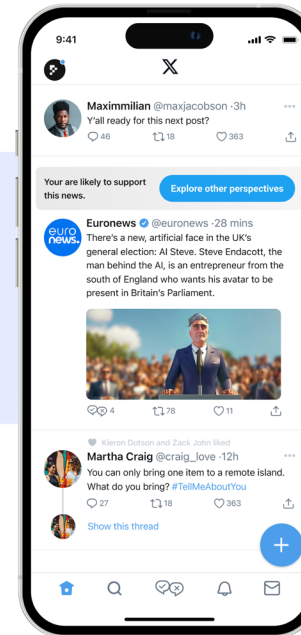 9:41
X
Maximmilian @maxjacobson ·3h
Y'all ready for this next post?
46 18 363
Your are likely to support
this news.
Explore other perspectives
euro
news.
Euronews @euronews ·28 mins
There's a new, artificial face in the UK's
general election: AI Steve. Steve Endacott, the
man behind the AI, is an entrepreneur from the
south of England who wants his avatar to be
present in Britain's Parliament.
4 78 11
Kieron Dotson and Zack John liked
Martha Craig @craig_love ·12h
You can only bring one item to a remote island.
What do you bring? #TellMeAboutYou
27 18 363
Show this thread